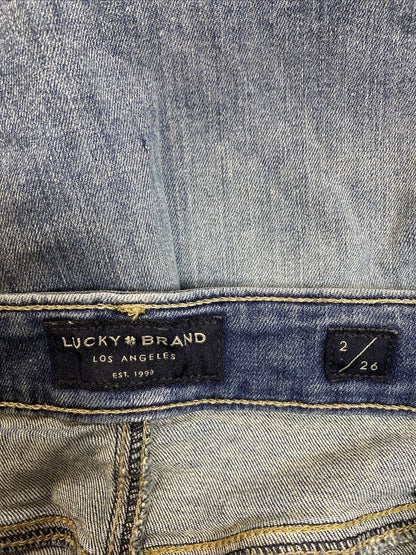 LUCKY BRAND
LOS ANGELES
EST. 1990
2/26